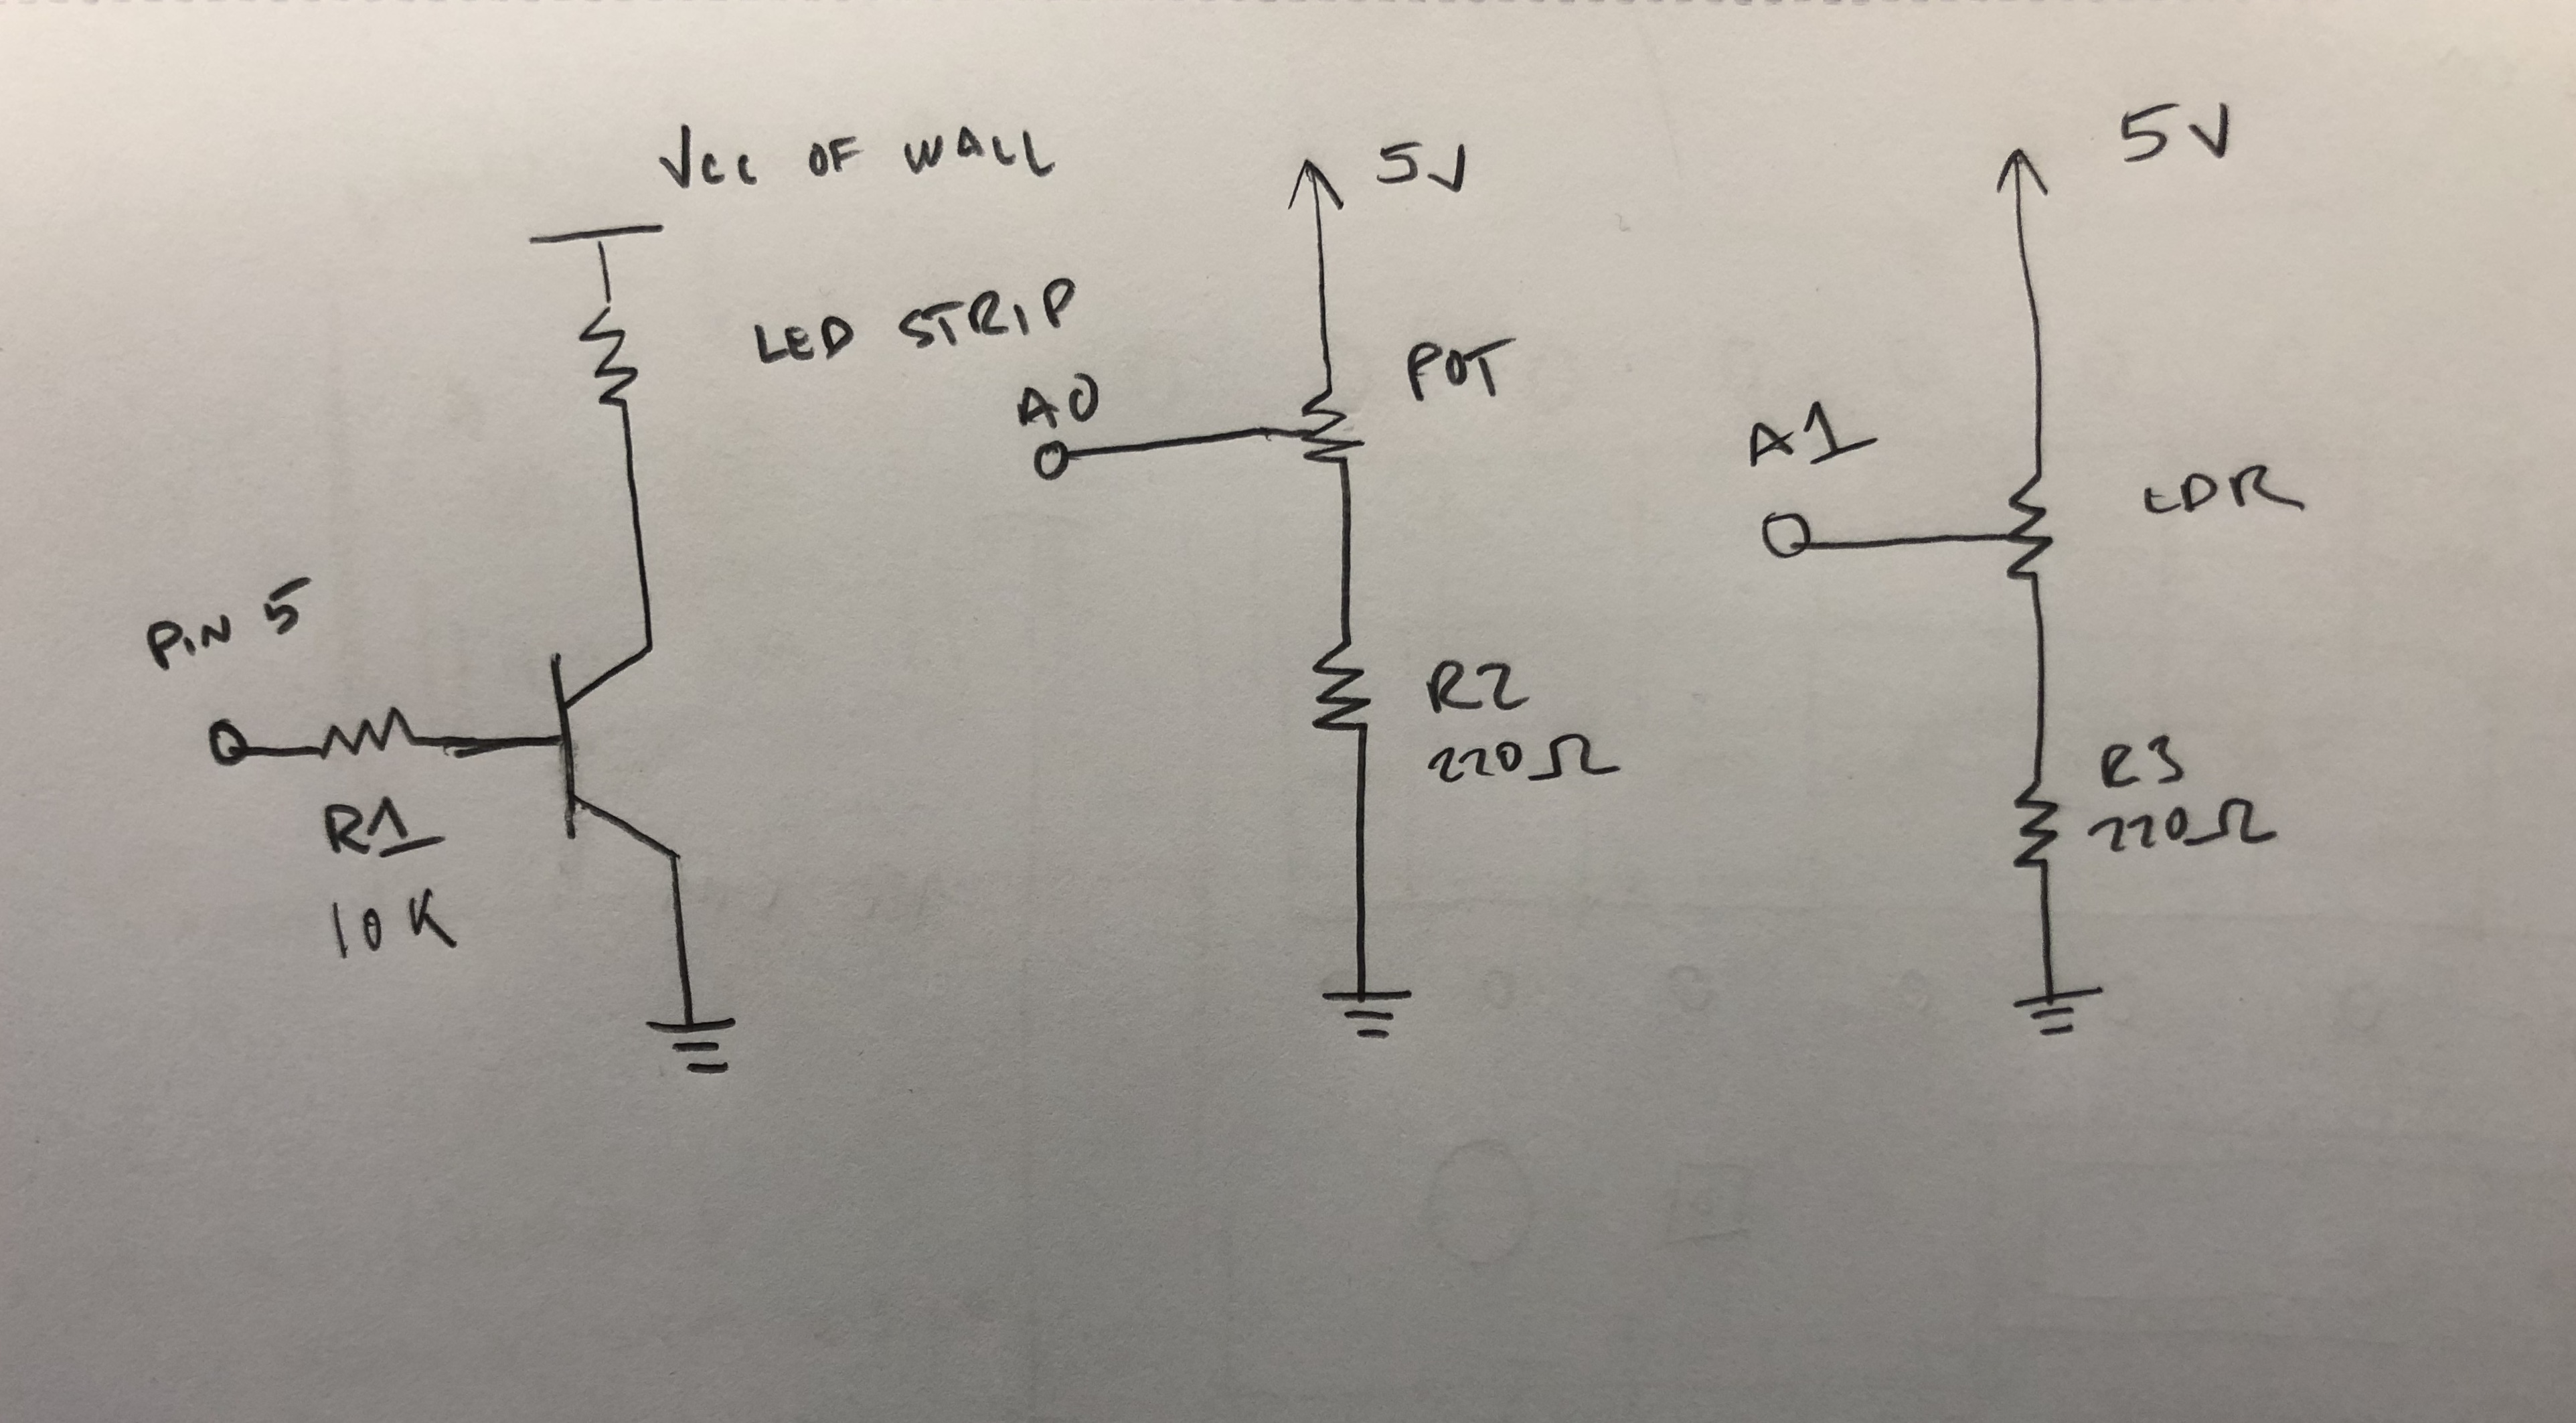 Vcc OF WALL
LED STRIP
PIN 5
R1
10K
5V
A0
POT
R2
220Ω
5V
A1
LDR
R3
220Ω